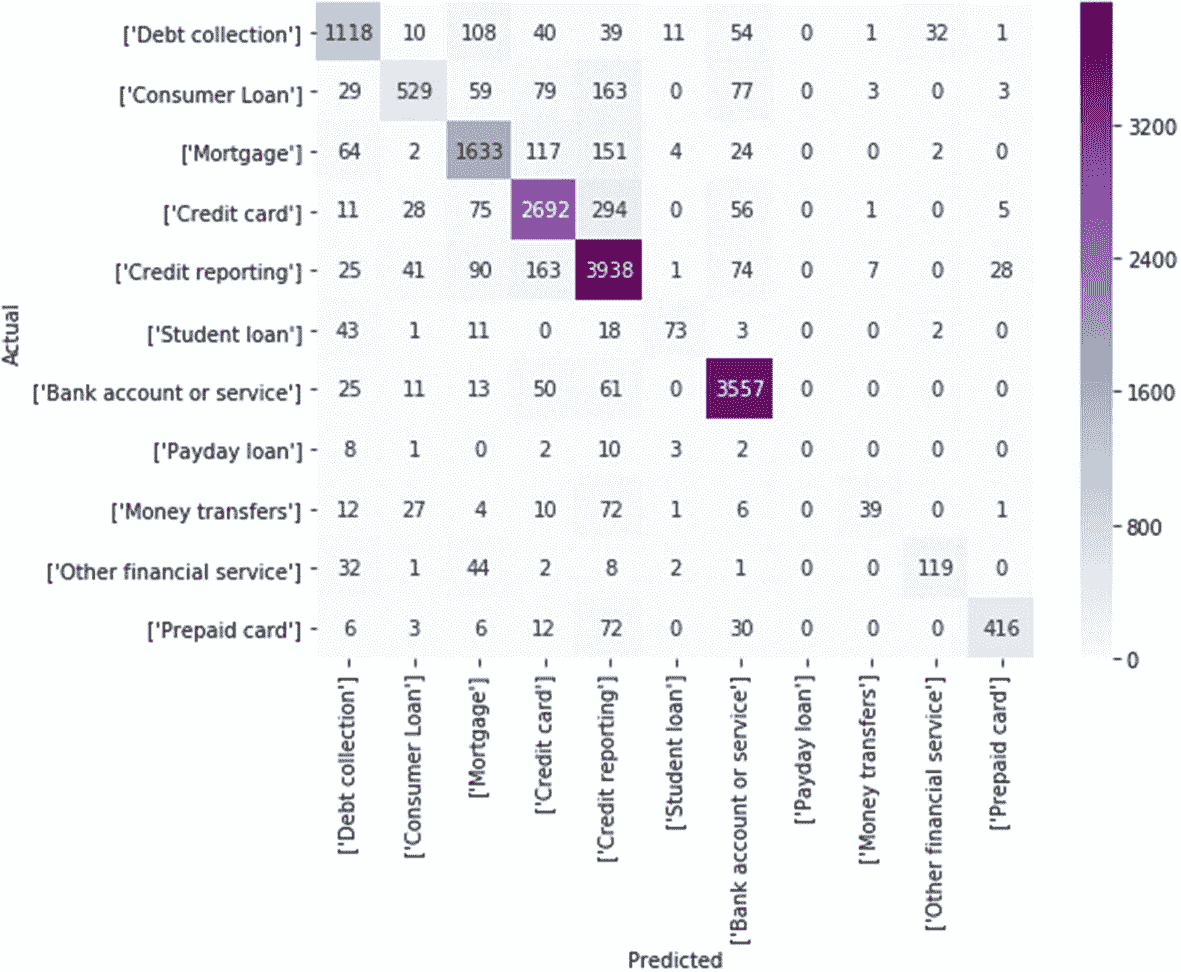 ['Debt collection'] - 1118 10 108 40 39 11 54 0 1 32 1
['Consumer Loan'] - 29 529 59 79 163 0 77 0 3 0 3
['Mortgage'] - 64 2 1633 117 151 4 24 0 0 2 0
['Credit card'] - 11 28 75 2692 294 0 56 0 1 0 5
['Credit reporting'] - 25 41 90 163 3938 1 74 0 7 0 28
['Student loan'] - 43 1 11 0 18 73 3 0 0 2 0
['Bank account or service'] - 25 11 13 50 61 0 3557 0 0 0 0
['Payday loan'] - 8 1 0 2 10 3 2 0 0 0 0
['Money transfers'] - 12 27 4 10 72 1 6 0 39 0 1
['Other financial service'] - 32 1 44 2 8 2 1 0 0 119 0
['Prepaid card'] - 6 3 6 12 72 0 30 0 0 0 416
Actual
['Debt collection'] -
['Consumer Loan'] -
['Mortgage'] -
['Credit card'] -
['Credit reporting'] -
['Student loan'] -
['Bank account or service'] -
['Payday loan'] -
['Money transfers'] -
['Other financial service'] -
['Prepaid card'] -
Predicted
- 3200
- 2400
- 1600
- 800
- 0